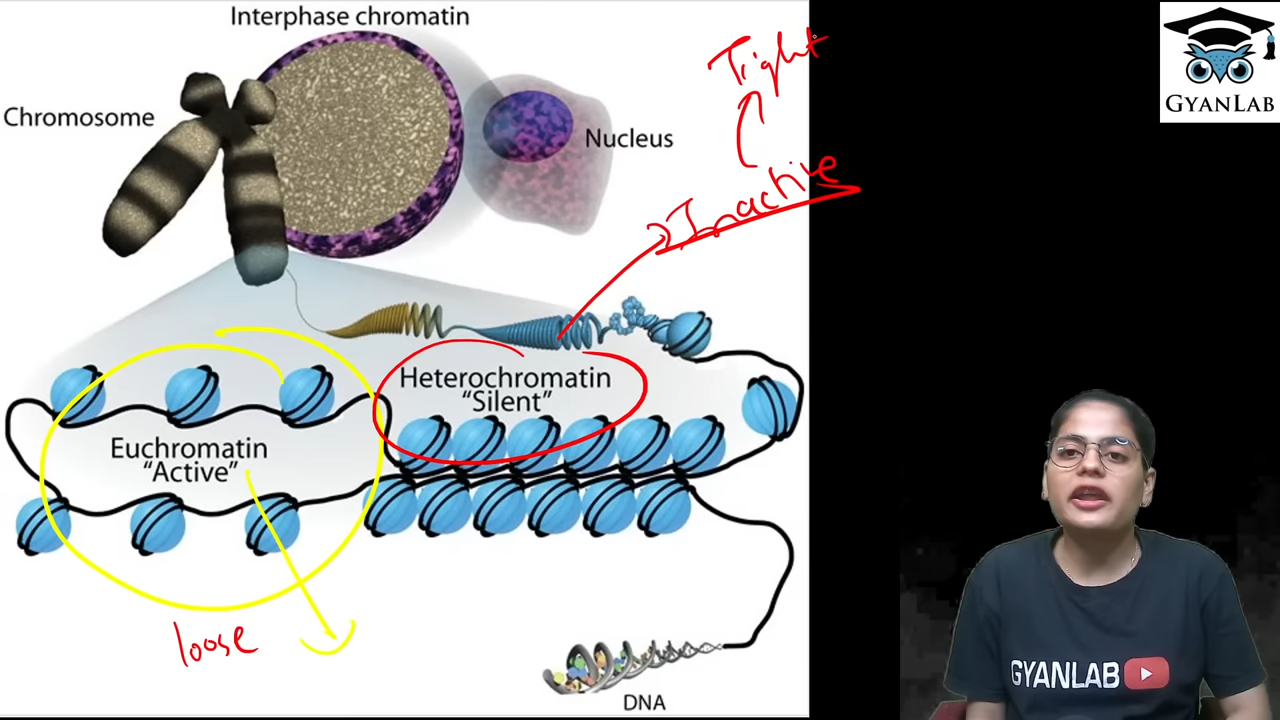 Interphase chromatin
Tight
GYANLAB
Chromosome
Nucleus
Inactive
Heterochromatin
"Silent"
Euchromatin
"Active"
loose
GYANLAB
DNA